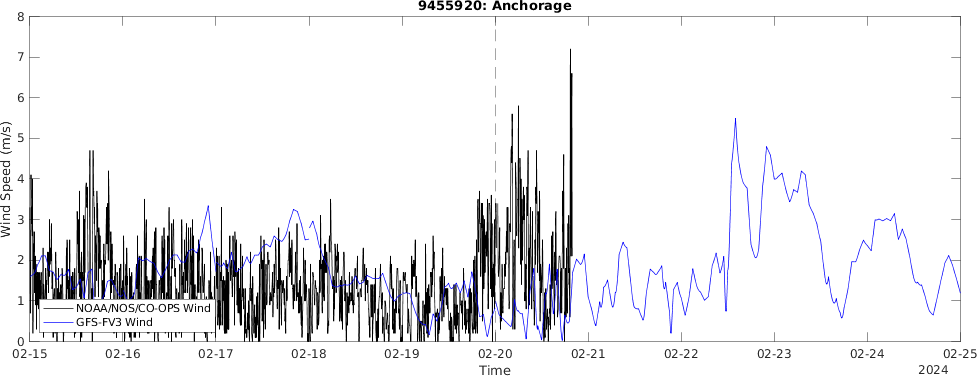 9455920: Anchorage
Wind Speed (m/s)
8
7
6
5
4
3
2
1
0
NOAA/NOS/CO-OPS Wind
GFS-FV3 Wind
02-15 02-16 02-17 02-18 02-19 02-20 02-21 02-22 02-23 02-24 02-25
Time
2024